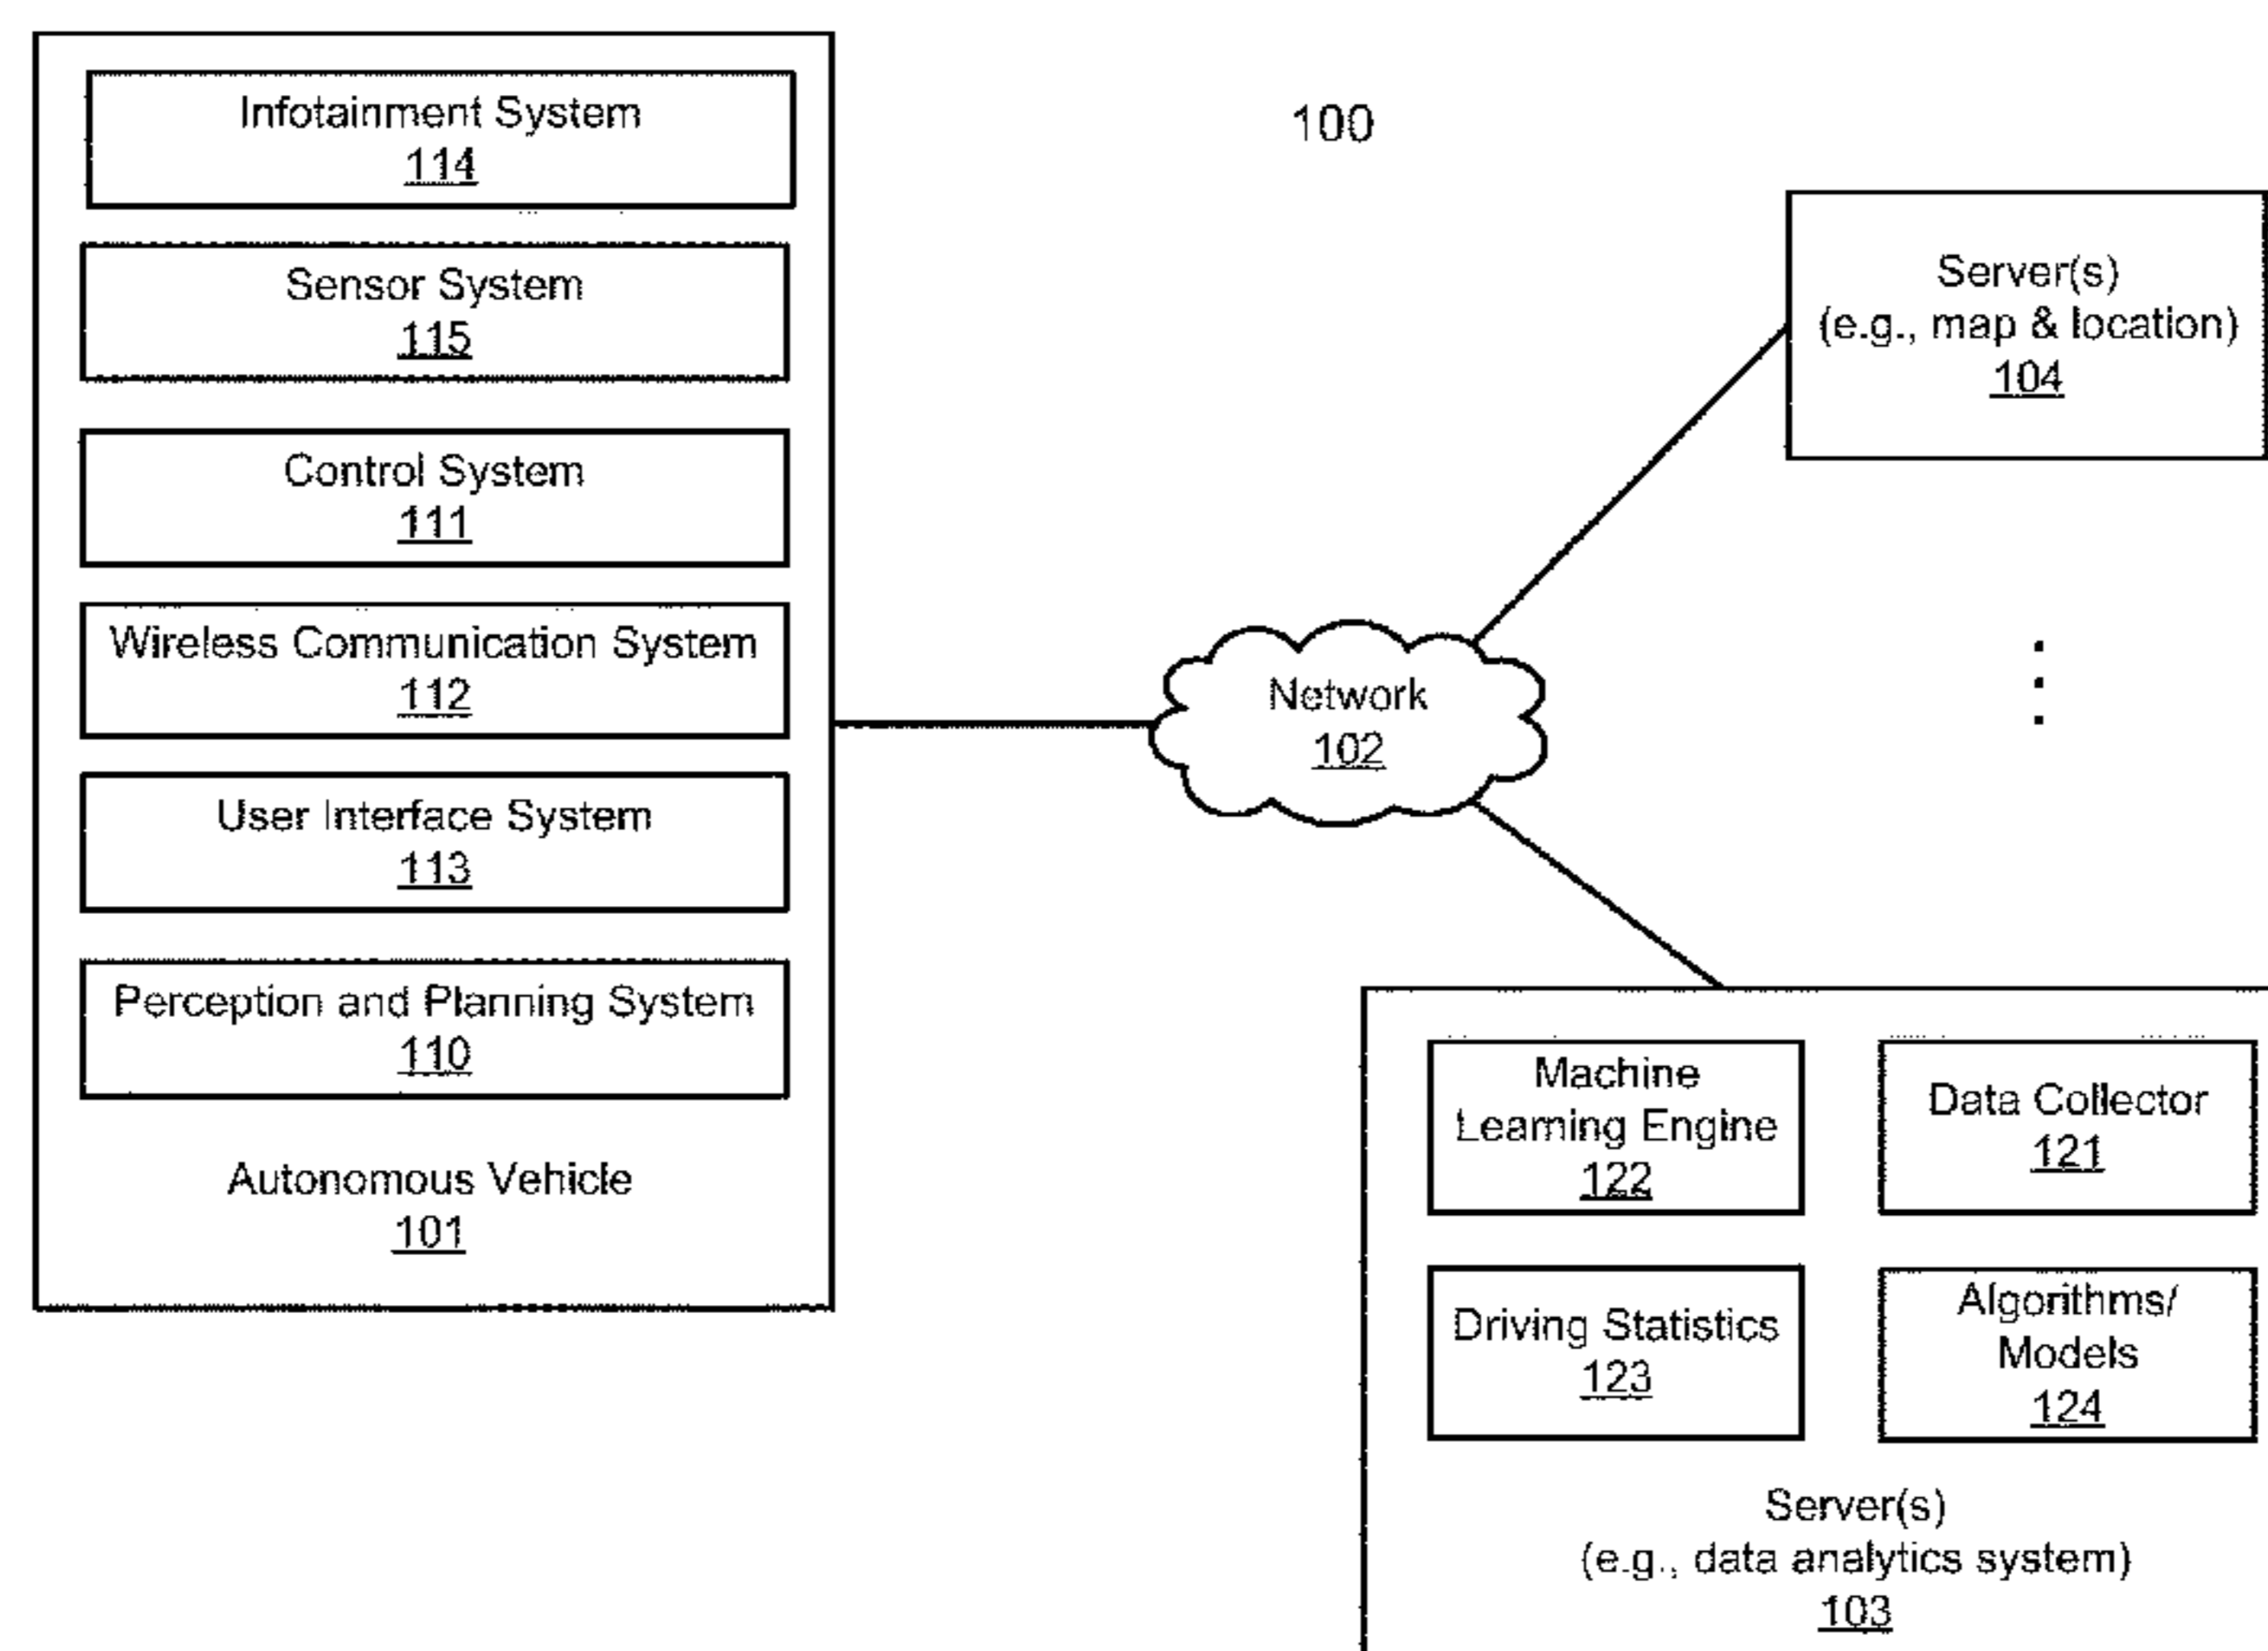 Infotainment System
114
Sensor System
115
Control System
111
Wireless Communication System
112
User Interface System
113
Perception and Planning System
110
Autonomous Vehicle
101
100
Network
102
Server(s)
(e.g., map & location)
104
Machine
Learning Engine
122
Data Collector
121
Driving Statistics
123
Algorithms/
Models
124
Server(s)
(e.g., data analytics system)
103